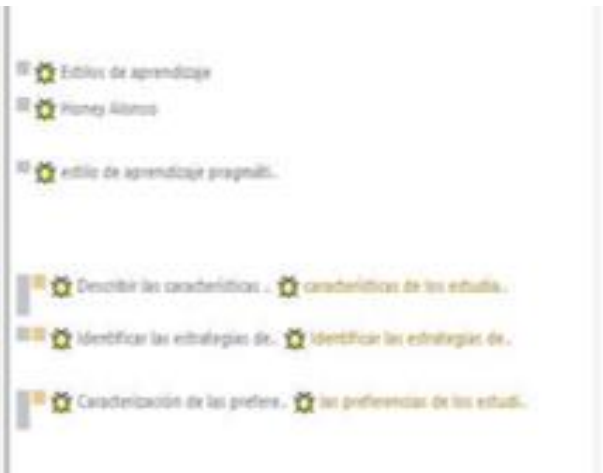 Estilos de aprendizaje
Honey Alonso
estilo de aprendizaje pragmáti..
Describir las características .. características de los estudia..
Identificar las estrategias de.. Identificar las estrategias de..
Caracterización de las prefere.. las preferencias de los estudi..